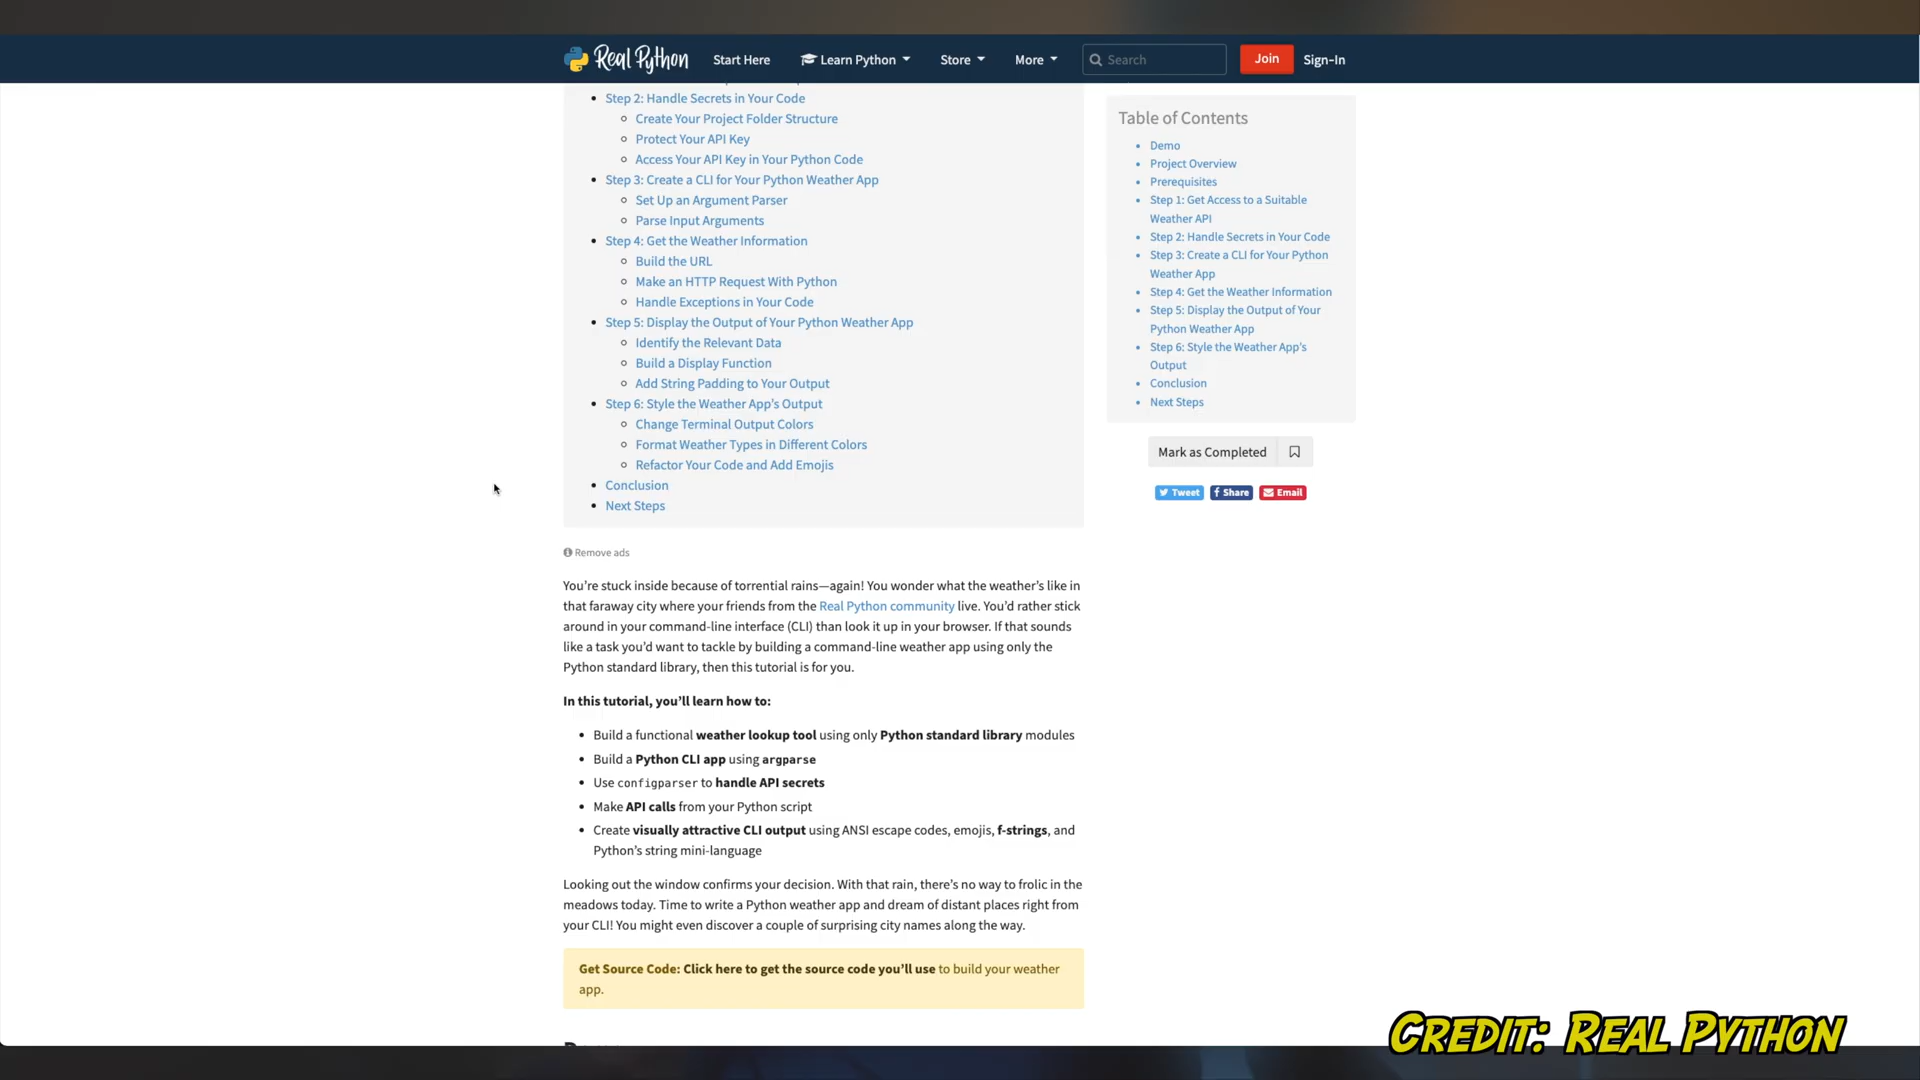 Real Python
Start Here
Learn Python
Store
More
Search
Join
Sign-In
Step 2: Handle Secrets in Your Code
Create Your Project Folder Structure
Protect Your API Key
Access Your API Key in Your Python Code
Step 3: Create a CLI for Your Python Weather App
Set Up an Argument Parser
Parse Input Arguments
Step 4: Get the Weather Information
Build the URL
Make an HTTP Request With Python
Handle Exceptions in Your Code
Step 5: Display the Output of Your Python Weather App
Identify the Relevant Data
Build a Display Function
Add String Padding to Your Output
Step 6: Style the Weather App's Output
Change Terminal Output Colors
Format Weather Types in Different Colors
Refactor Your Code and Add Emojis
Conclusion
Next Steps
Remove ads
You're stuck inside because of torrential rains—again! You wonder what the weather's like in
that faraway city where your friends from the Real Python community live. You'd rather stick
around in your command-line interface (CLI) than look it up in your browser. If that sounds
like a task you'd want to tackle by building a command-line weather app using only the
Python standard library, then this tutorial is for you.
In this tutorial, you'll learn how to:
Build a functional weather lookup tool using only Python standard library modules
Build a Python CLI app using argparse
Use configparser to handle API secrets
Make API calls from your Python script
Create visually attractive CLI output using ANSI escape codes, emojis, f-strings, and
Python's string mini-language
Looking out the window confirms your decision. With that rain, there's no way to frolic in the
meadows today. Time to write a Python weather app and dream of distant places right from
your CLI! You might even discover a couple of surprising city names along the way.
Get Source Code: Click here to get the source code you'll use to build your weather
app.
Table of Contents
Demo
Project Overview
Prerequisites
Step 1: Get Access to a Suitable
Weather API
Step 2: Handle Secrets in Your Code
Step 3: Create a CLI for Your Python
Weather App
Step 4: Get the Weather Information
Step 5: Display the Output of Your
Python Weather App
Step 6: Style the Weather App's
Output
Conclusion
Next Steps
Mark as Completed
Tweet
Share
Email
CREDIT: REAL PYTHON